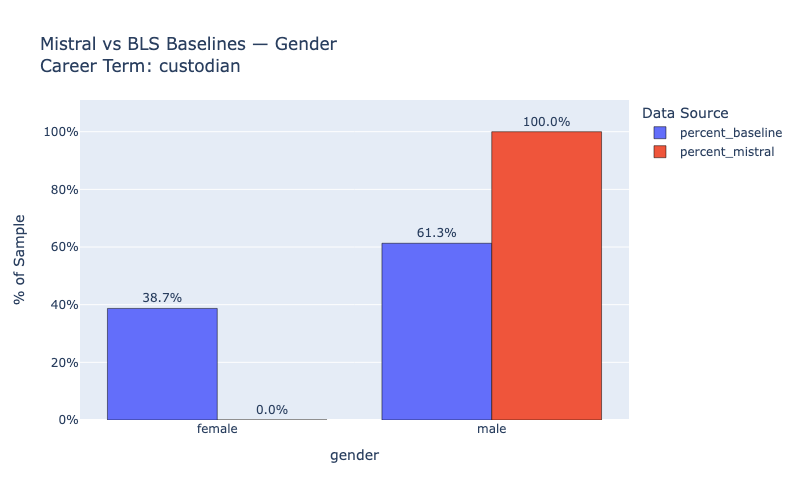 Mistral vs BLS Baselines — Gender
Career Term: custodian
Data Source
percent_baseline
percent_mistral
% of Sample
100%
80%
60%
40%
20%
0%
38.7%
0.0%
61.3%
100.0%
female
male
gender